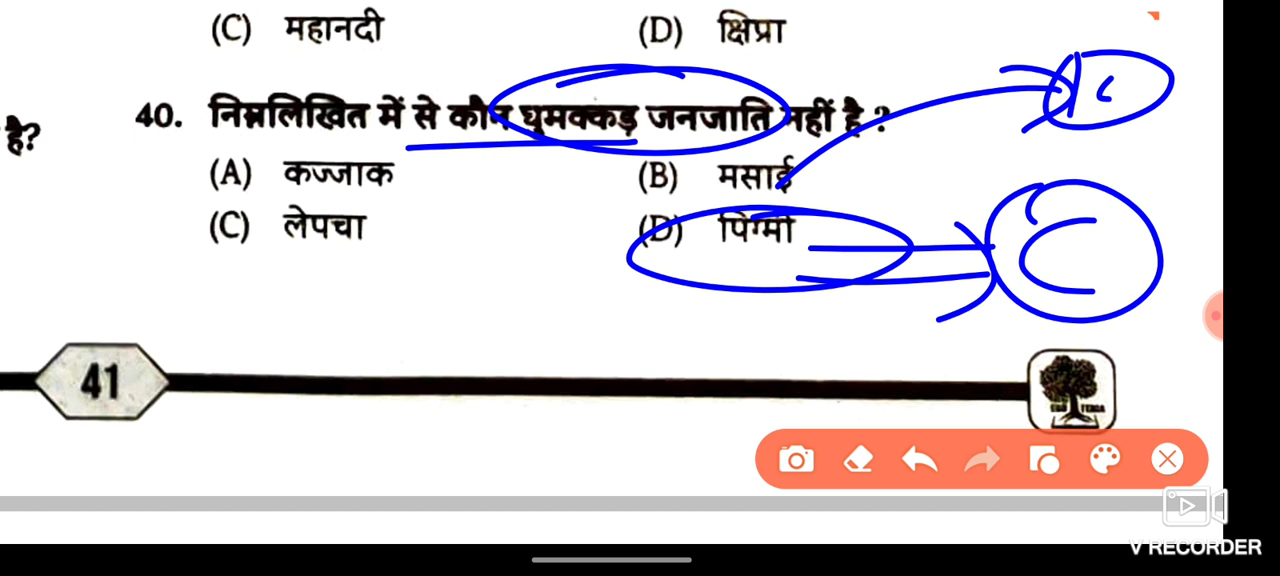 (C) महानदी (D) क्षिप्रा
है?
40. निम्नलिखित में से कौन घुमक्कड़ जनजाति नहीं है ?
(A) कज्जाक (B) मसाई
(C) लेपचा (D) पिग्मी
41
V RECORDER